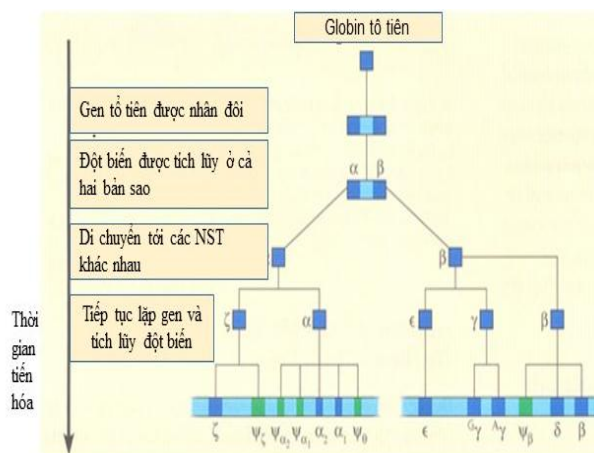 Globin tổ tiên
Gen tổ tiên được nhân đôi
Đột biến được tích lũy ở cả
hai bản sao
α β
Di chuyển tới các NST
khác nhau
β
Thời
gian
tiến
hóa
Tiếp tục lặp gen và
tích lũy đột biến
ζ α ϵ γ β
ζ ψζ ψα2 ψα1 α2 α1 ψθ ϵ Gγ Aγ ψβ δ β